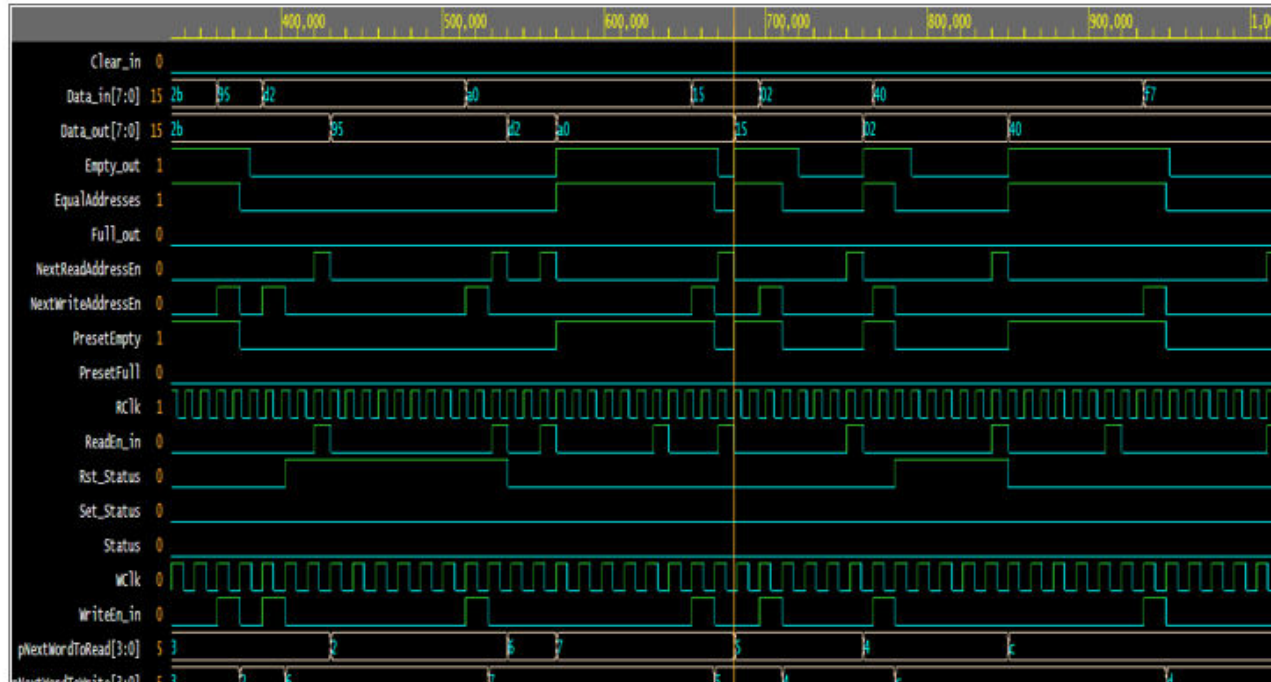 400,000 500,000 600,000 700,000 800,000 900,000 1,0
Clear_in 0
Data_in[7:0] 15 2b 95 d2 a0 15 02 40 f7
Data_out[7:0] 15 2b 95 d2 a0 15 02 40
Empty_out 1
EqualAddresses 1
Full_out 0
NextReadAddressEn 0
NextWriteAddressEn 0
PresetEmpty 1
PresetFull 0
RClk 1
ReadEn_in 0
Rst_Status 0
Set_Status 0
Status 0
WClk 0
WriteEn_in 0
pNextWordToRead[3:0] 5 3 2 6 7 5 4 c